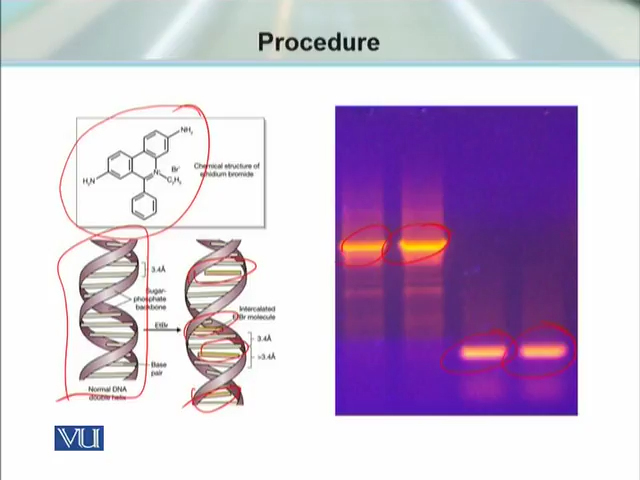 Procedure
NH₂
H₂N
N⁺
Br⁻
C₂H₅
Chemical structure of
ethidium bromide
3.4Å
Sugar-
phosphate
backbone
EtBr
Base
pair
Normal DNA
double helix
Intercalated
EtBr molecule
3.4Å
>3.4Å
VU